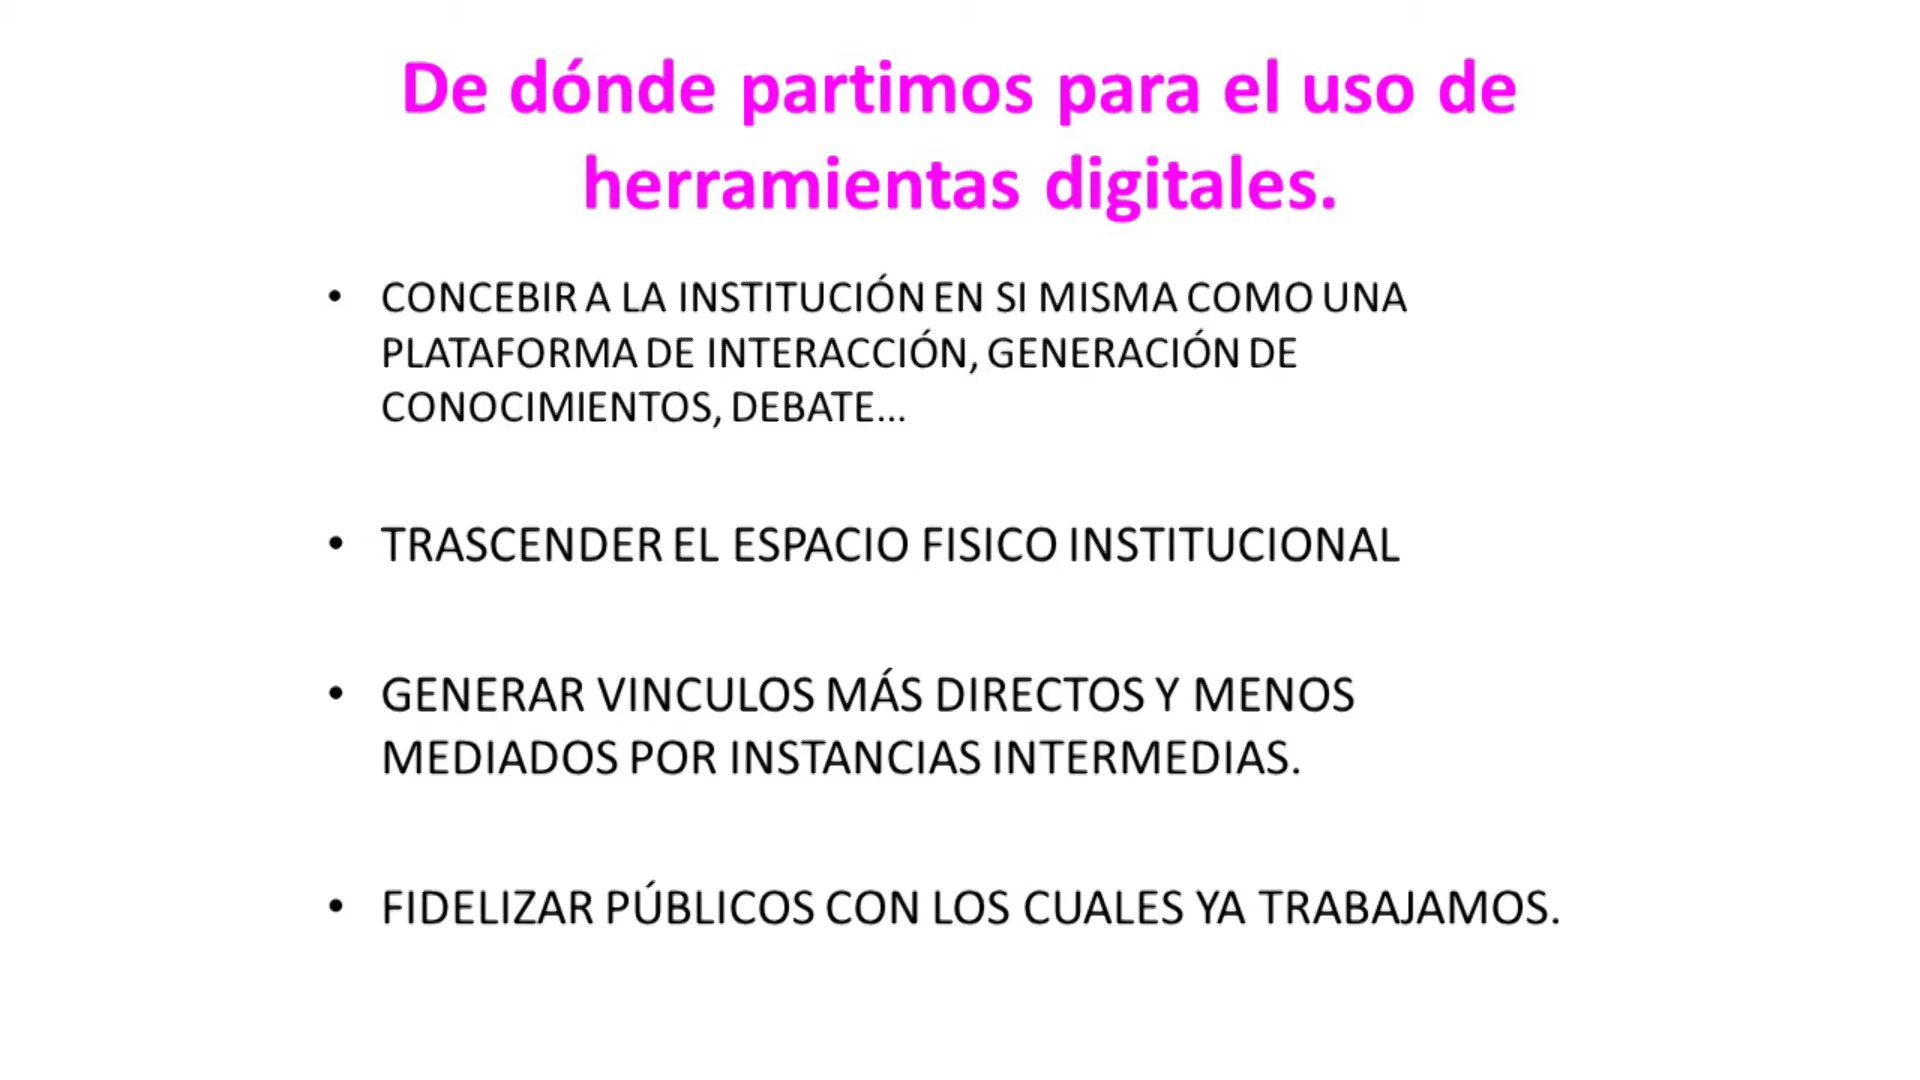 De dónde partimos para el uso de
herramientas digitales.
• CONCEBIR A LA INSTITUCIÓN EN SI MISMA COMO UNA
PLATAFORMA DE INTERACCIÓN, GENERACIÓN DE
CONOCIMIENTOS, DEBATE...
• TRASCENDER EL ESPACIO FISICO INSTITUCIONAL
• GENERAR VINCULOS MÁS DIRECTOS Y MENOS
MEDIADOS POR INSTANCIAS INTERMEDIAS.
• FIDELIZAR PÚBLICOS CON LOS CUALES YA TRABAJAMOS.